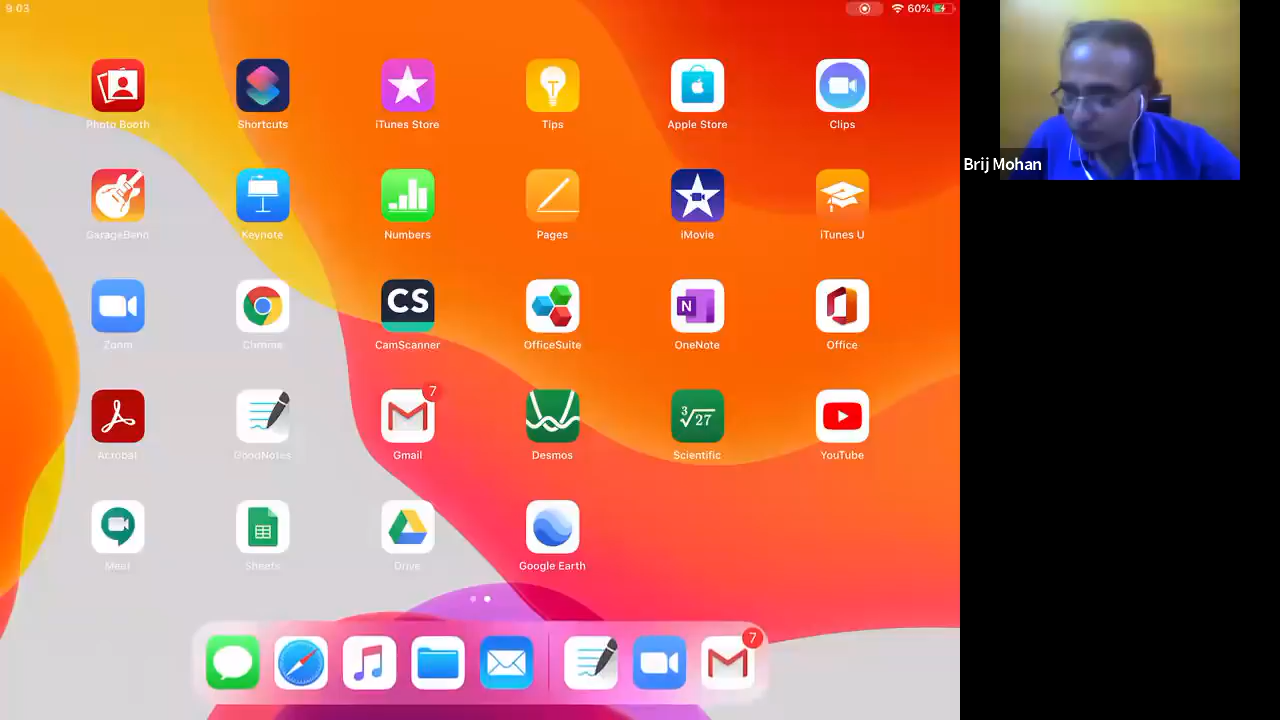 9:03
60%
Photo Booth
Shortcuts
iTunes Store
Tips
Apple Store
Clips
GarageBand
Keynote
Numbers
Pages
iMovie
iTunes U
Zoom
Chrome
CS
CamScanner
OfficeSuite
N
OneNote
Office
Acrobat
GoodNotes
7
Gmail
Desmos
3√27
Scientific
YouTube
Meet
Sheets
Drive
Google Earth
7
Brij Mohan